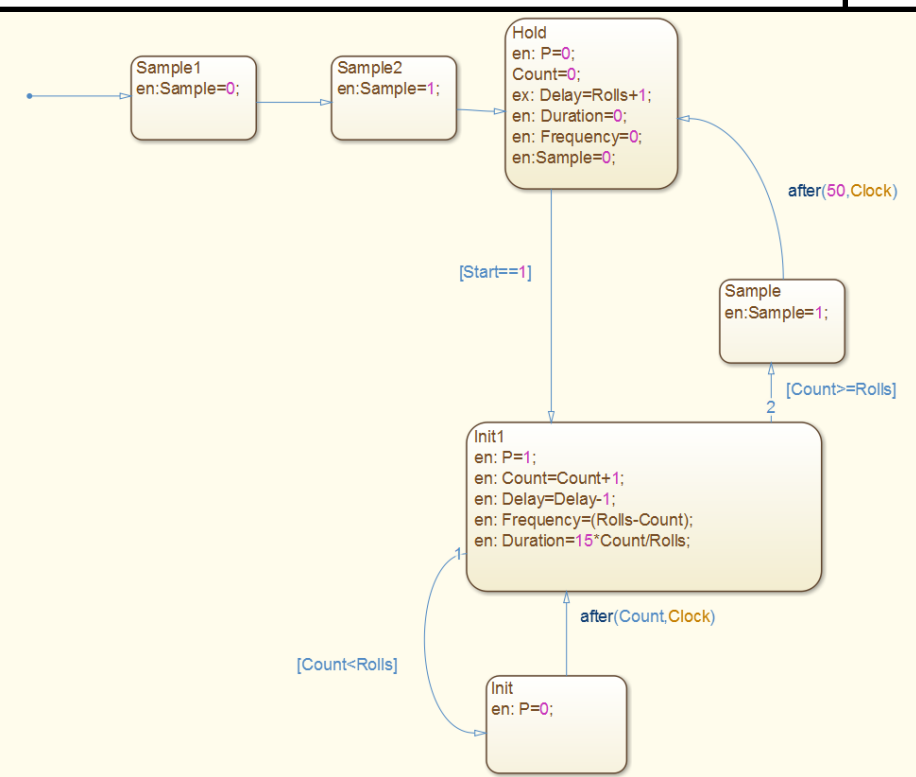 Sample1
en:Sample=0;
Sample2
en:Sample=1;
Hold
en: P=0;
Count=0;
ex: Delay=Rolls+1;
en: Duration=0;
en: Frequency=0;
en:Sample=0;
after(50,Clock)
[Start==1]
Sample
en:Sample=1;
[Count>=Rolls]
2
Init1
en: P=1;
en: Count=Count+1;
en: Delay=Delay-1;
en: Frequency=(Rolls-Count);
en: Duration=15*Count/Rolls;
1
after(Count,Clock)
[Count<Rolls]
Init
en: P=0;